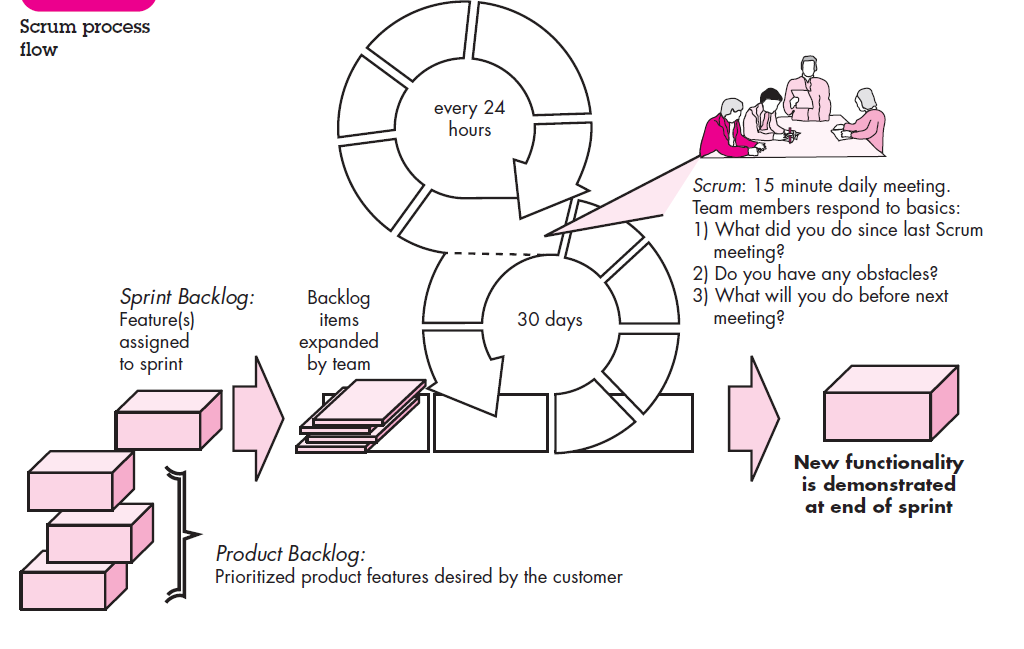 Scrum process
flow
every 24
hours
Scrum: 15 minute daily meeting.
Team members respond to basics:
1) What did you do since last Scrum
meeting?
2) Do you have any obstacles?
3) What will you do before next
meeting?
Sprint Backlog:
Feature(s)
assigned
to sprint
Backlog
items
expanded
by team
30 days
New functionality
is demonstrated
at end of sprint
Product Backlog:
Prioritized product features desired by the customer